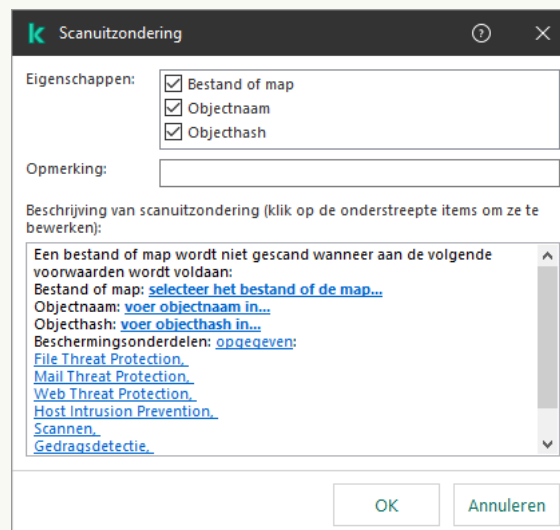 Scanuitzondering
Eigenschappen:
Bestand of map
Objectnaam
Objecthash
Opmerking:
Beschrijving van scanuitzondering (klik op de onderstreepte items om ze te
bewerken):
Een bestand of map wordt niet gescand wanneer aan de volgende
voorwaarden wordt voldaan:
Bestand of map: selecteer het bestand of de map...
Objectnaam: voer objectnaam in...
Objecthash: voer objecthash in...
Beschermingsonderdelen: opgegeven:
File Threat Protection,
Mail Threat Protection,
Web Threat Protection,
Host Intrusion Prevention,
Scannen,
Gedragsdetectie,
OK Annuleren